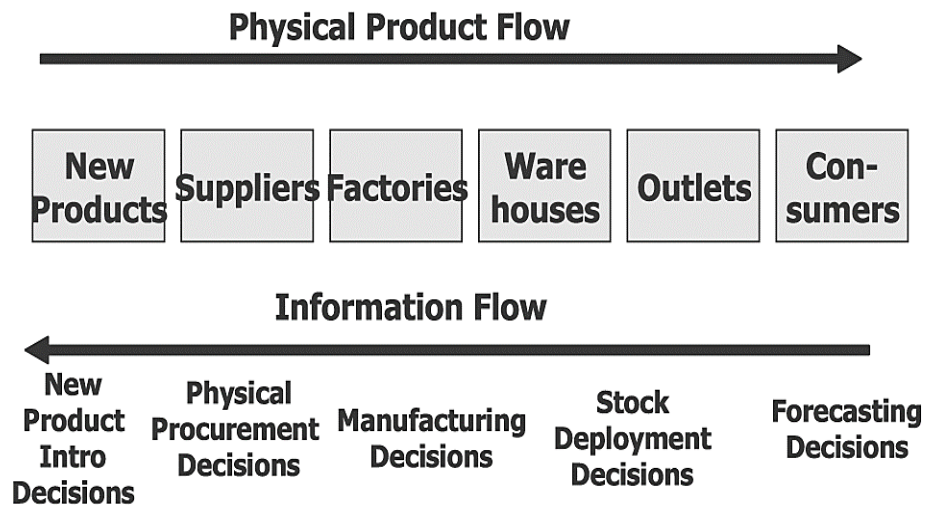 Physical Product Flow
New
Products
Suppliers
Factories
Ware
houses
Outlets
Con-
sumers
Information Flow
New
Product
Intro
Decisions
Physical
Procurement
Decisions
Manufacturing
Decisions
Stock
Deployment
Decisions
Forecasting
Decisions